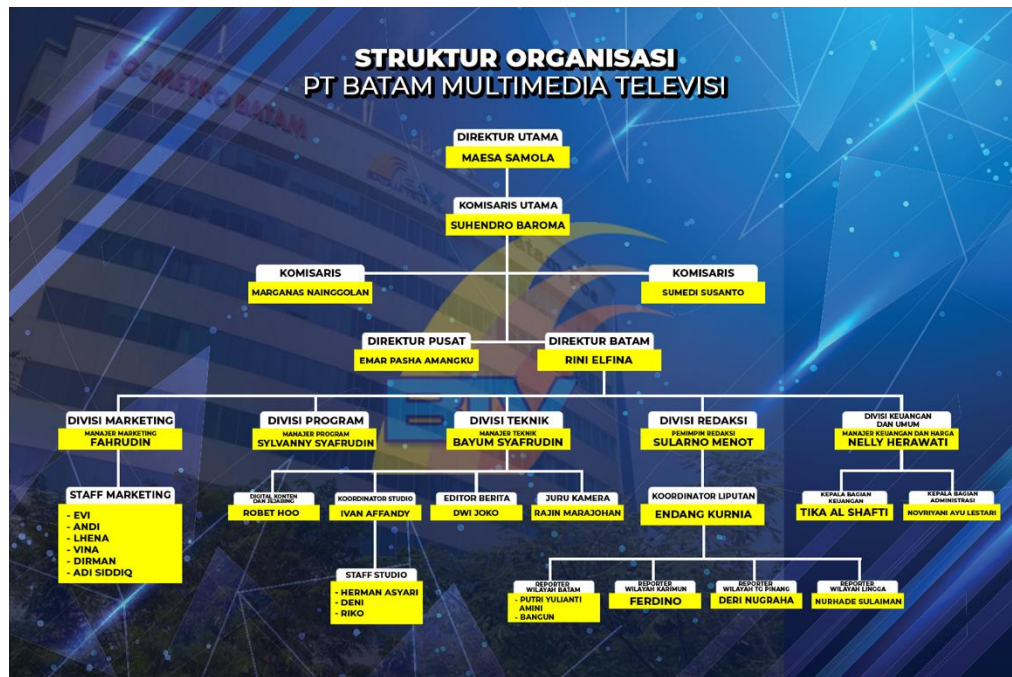 STRUKTUR ORGANISASI
PT BATAM MULTIMEDIA TELEVISI
POSMETRO BATAM
DIREKTUR UTAMA
MAESA SAMOLA
KOMISARIS UTAMA
SUHENDRO BAROMA
KOMISARIS
MARGANAS NAINGGOLAN
KOMISARIS
SUMEDI SUSANTO
DIREKTUR PUSAT
EMAR PASHA AMANGKU
DIREKTUR BATAM
RINI ELFINA
DIVISI MARKETING
MANAJER MARKETING
FAHRUDIN
DIVISI PROGRAM
MANAJER PROGRAM
SYLVANNY SYAFRUDIN
DIVISI TEKNIK
MANAJER TEKNIK
BAYUM SYAFRUDIN
DIVISI REDAKSI
PEMIMPIN REDAKSI
SULARNO MENOT
DIVISI KEUANGAN
DAN UMUM
MANAJER KEUANGAN DAN HARGA
NELLY HERAWATI
STAFF MARKETING
- EVI
- ANDI
- LHENA
- VINA
- DIRMAN
- ADI SIDDIQ
DIGITAL KONTEN
DAN JEJARING
ROBET HOO
KOORDINATOR STUDIO
IVAN AFFANDY
EDITOR BERITA
DWI JOKO
JURU KAMERA
RAJIN MARAJOHAN
KOORDINATOR LIPUTAN
ENDANG KURNIA
KEPALA BAGIAN
KEUANGAN
TIKA AL SHAFTI
KEPALA BAGIAN
ADMINISTRASI
NOVRIYANI AYU LESTARI
STAFF STUDIO
- HERMAN ASYARI
- DENI
- RIKO
REPORTER
WILAYAH BATAM
- PUTRI YULIANTI
AMINI
- BANGUN
REPORTER
WILAYAH KARIMUN
FERDINO
REPORTER
WILAYAH TG PINANG
DERI NUGRAHA
REPORTER
WILAYAH LINGGA
NURHADE SULAIMAN